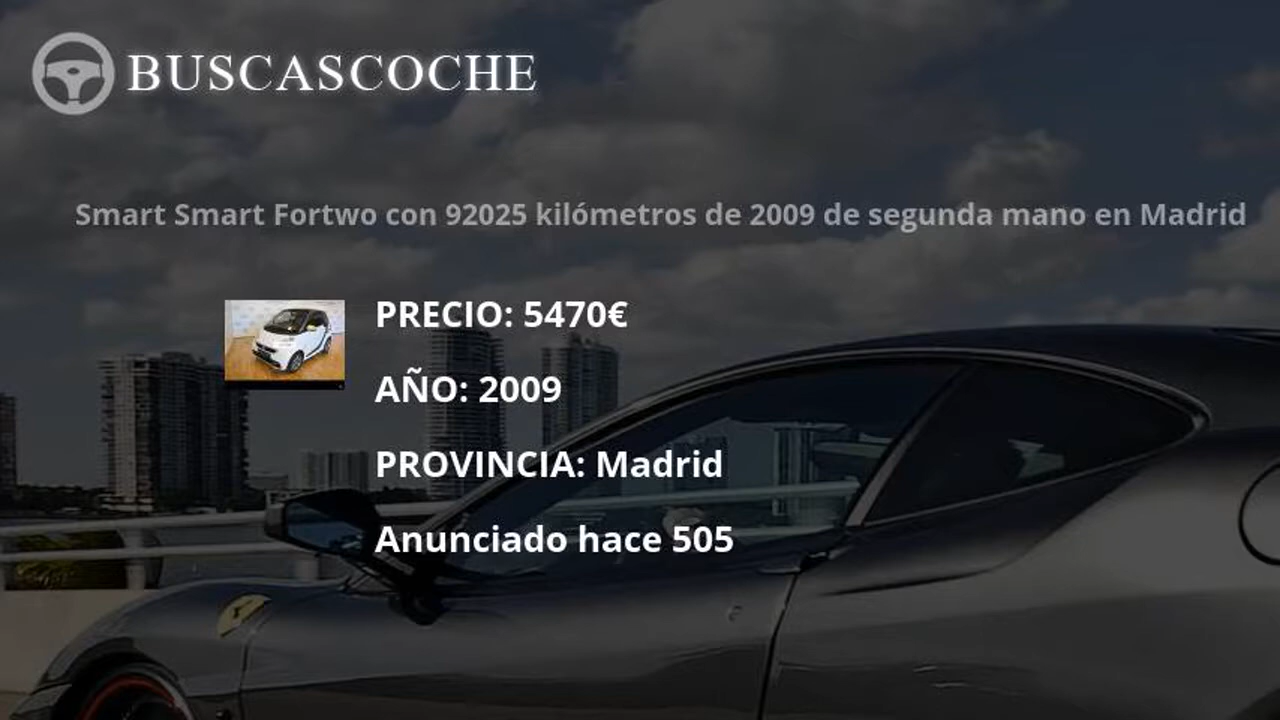 BUSCASCOCHE
Smart Smart Fortwo con 92025 kilómetros de 2009 de segunda mano en Madrid
PRECIO: 5470€
AÑO: 2009
PROVINCIA: Madrid
Anunciado hace 505